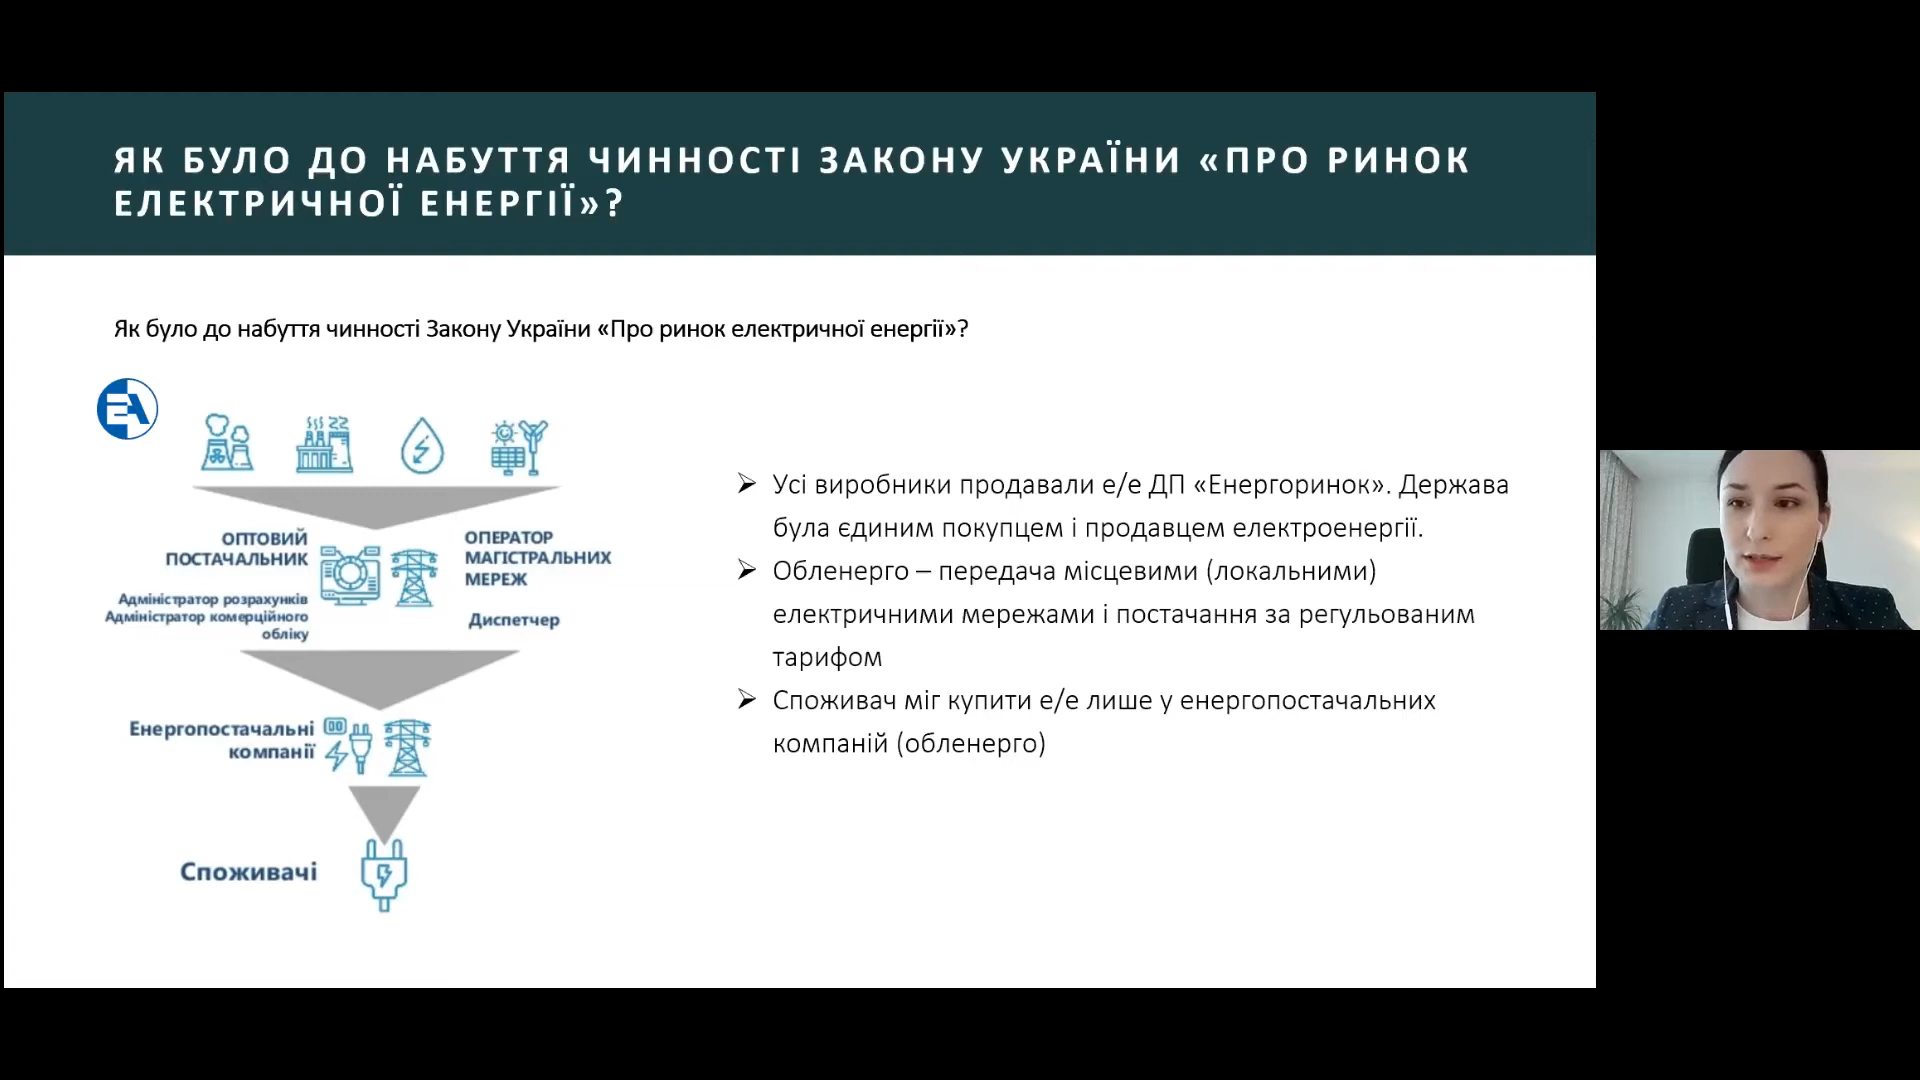 ЯК БУЛО ДО НАБУТТЯ ЧИННОСТІ ЗАКОНУ УКРАЇНИ «ПРО РИНОК
ЕЛЕКТРИЧНОЇ ЕНЕРГІЇ»?
Як було до набуття чинності Закону України «Про ринок електричної енергії»?
ОПТОВИЙ
ПОСТАЧАЛЬНИК
Адміністратор розрахунків
Адміністратор комерційного
обліку
ОПЕРАТОР
МАГІСТРАЛЬНИХ
МЕРЕЖ
Диспетчер
Енергопостачальні
компанії
Споживачі
➢ Усі виробники продавали е/е ДП «Енергоринок». Держава
була єдиним покупцем і продавцем електроенергії.
➢ Обленерго – передача місцевими (локальними)
електричними мережами і постачання за регульованим
тарифом
➢ Споживач міг купити е/е лише у енергопостачальних
компаній (обленерго)